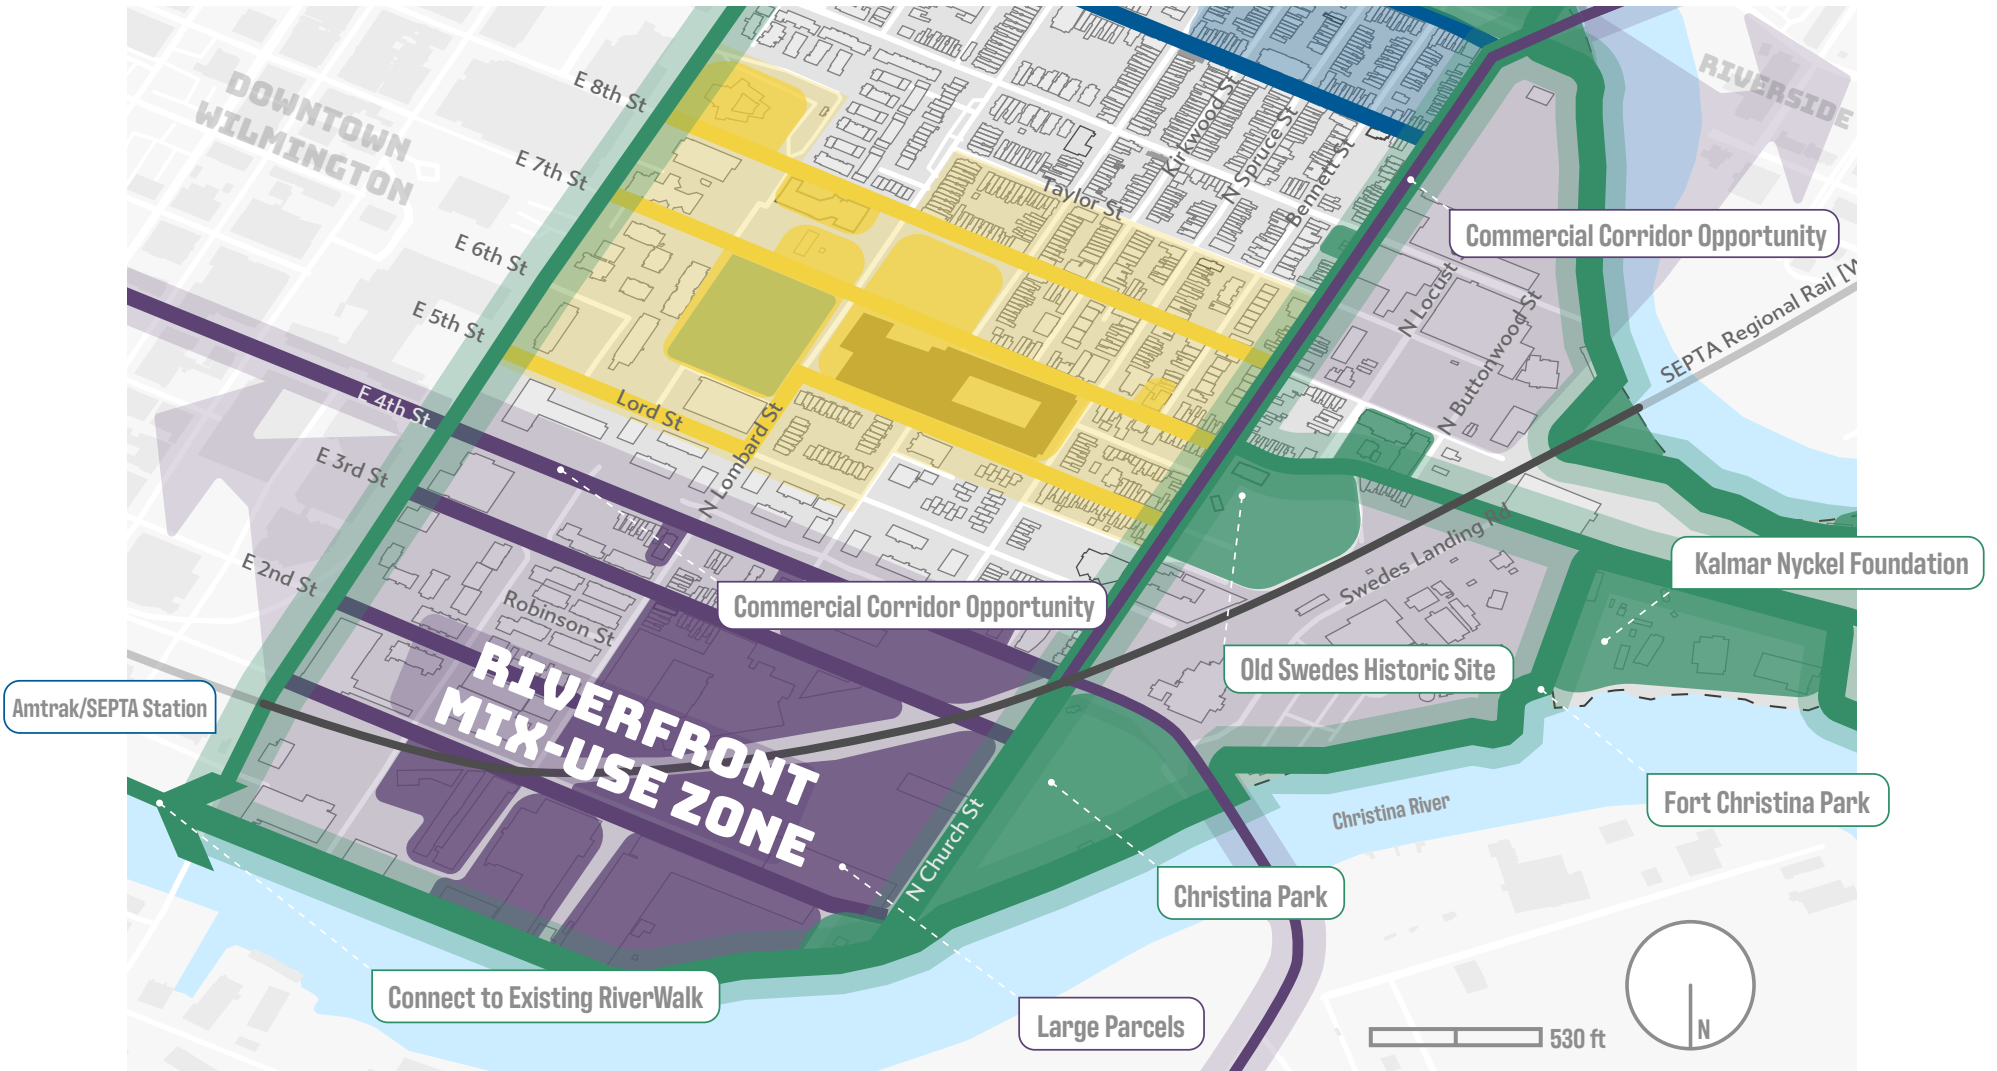 E 8th St
DOWNTOWN
WILMINGTON
RIVERSIDE
E 7th St
Kirkwood St
N Spruce St
Bennett St
Taylor St
E 6th St
Commercial Corridor Opportunity
N Locust
E 5th St
N Buttonwood St
SEPTA Regional Rail [W
E 4th St
Lord St
N Lombard St
E 3rd St
Swedes Landing Rd
E 2nd St
Kalmar Nyckel Foundation
Robinson St
Commercial Corridor Opportunity
Old Swedes Historic Site
RIVERFRONT
MIX-USE ZONE
Amtrak/SEPTA Station
Fort Christina Park
Christina River
N Church St
Christina Park
Connect to Existing RiverWalk
Large Parcels
530 ft
N